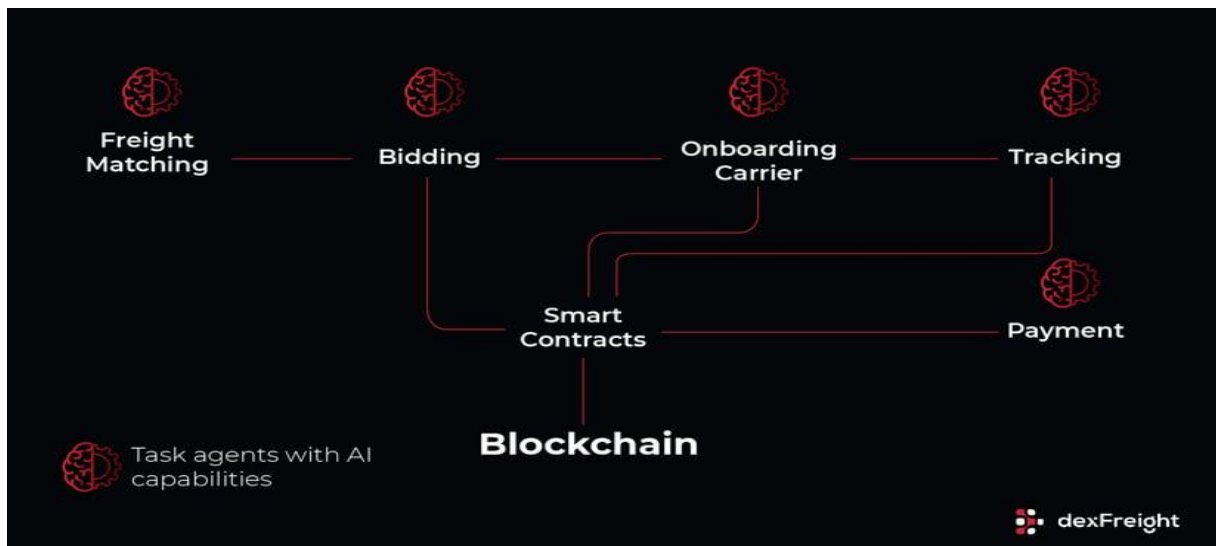 Freight
Matching
Bidding
Onboarding
Carrier
Tracking
Smart
Contracts
Payment
Blockchain
Task agents with AI
capabilities
dexFreight